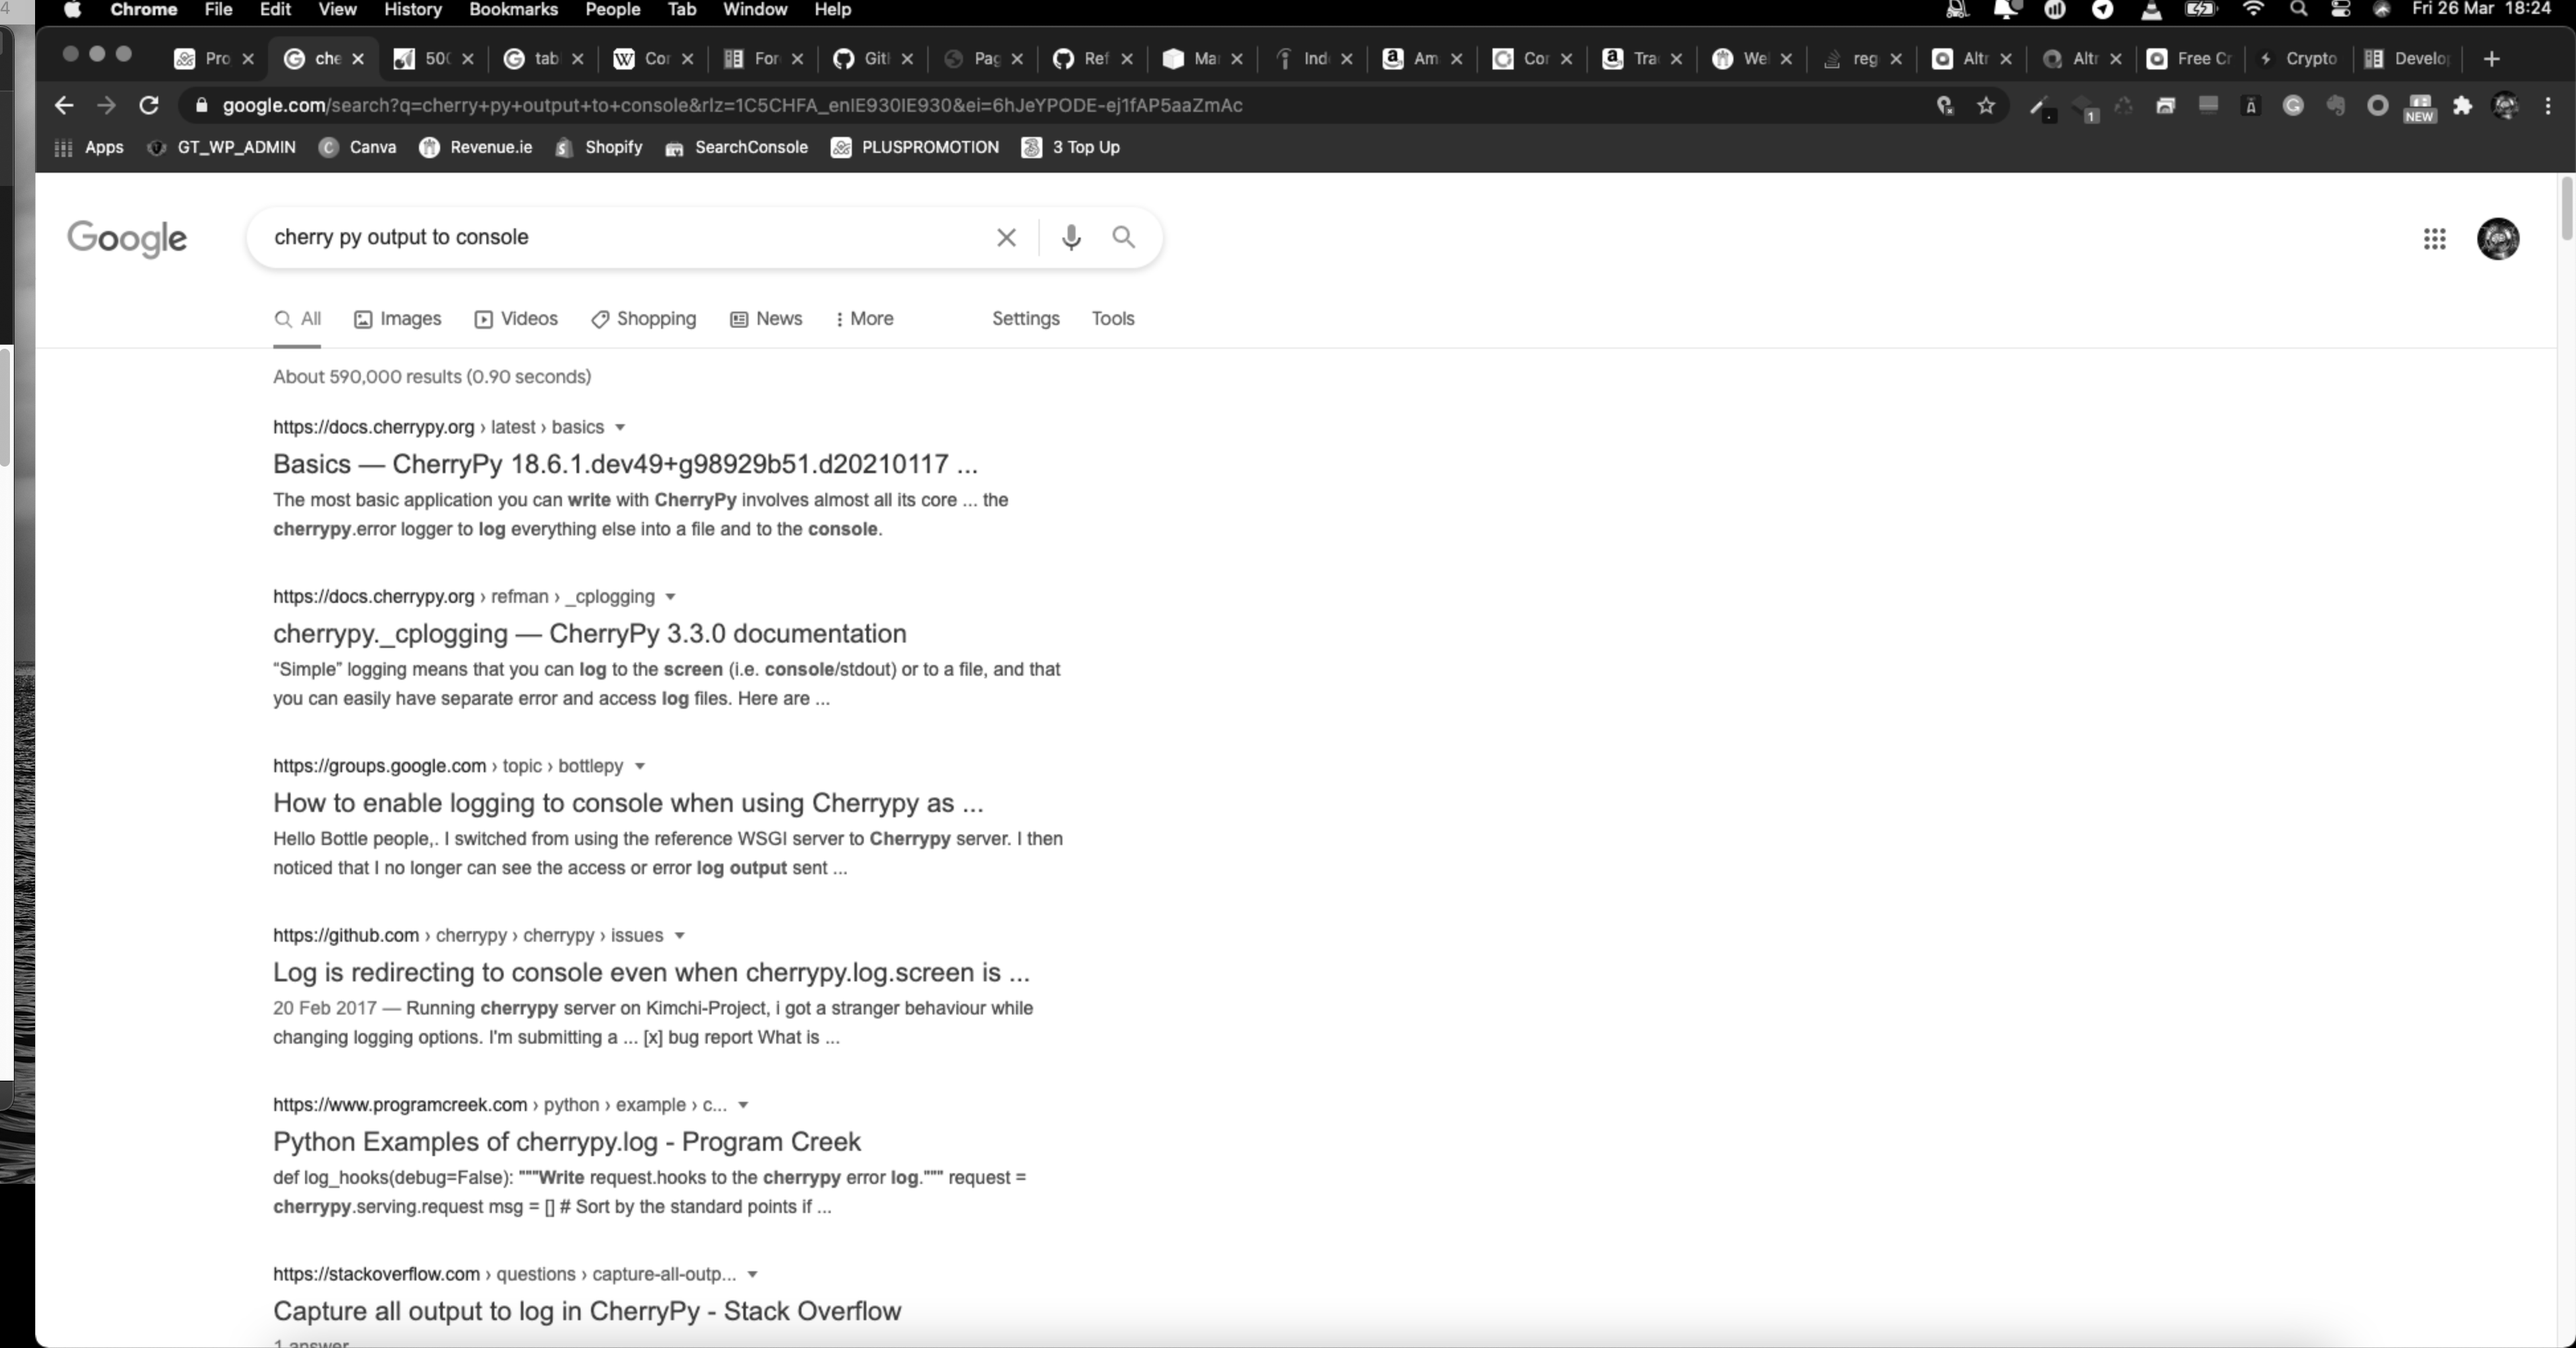 4
Chrome File Edit View History Bookmarks People Tab Window Help Fri 26 Mar 18:24
Pro che 50 tab Cor For Git Pag Ref Mar Ind Am Cor Tra We reg Altr Altr Free Cr Crypto Develop
google.com/search?q=cherry+py+output+to+console&rlz=1C5CHFA_enIE930IE930&ei=6hJeYPODE-ej1fAP5aaZmAc 1 NEW
Apps GT_WP_ADMIN Canva Revenue.ie Shopify SearchConsole PLUSPROMOTION 3 Top Up
Google cherry py output to console
All Images Videos Shopping News More Settings Tools
About 590,000 results (0.90 seconds)
https://docs.cherrypy.org › latest › basics
Basics — CherryPy 18.6.1.dev49+g98929b51.d20210117 ...
The most basic application you can write with CherryPy involves almost all its core ... the
cherrypy.error logger to log everything else into a file and to the console.
https://docs.cherrypy.org › refman › _cplogging
cherrypy._cplogging — CherryPy 3.3.0 documentation
“Simple” logging means that you can log to the screen (i.e. console/stdout) or to a file, and that
you can easily have separate error and access log files. Here are ...
https://groups.google.com › topic › bottlepy
How to enable logging to console when using Cherrypy as ...
Hello Bottle people,. I switched from using the reference WSGI server to Cherrypy server. I then
noticed that I no longer can see the access or error log output sent ...
https://github.com › cherrypy › cherrypy › issues
Log is redirecting to console even when cherrypy.log.screen is ...
20 Feb 2017 — Running cherrypy server on Kimchi-Project, i got a stranger behaviour while
changing logging options. I'm submitting a ... [x] bug report What is ...
https://www.programcreek.com › python › example › c...
Python Examples of cherrypy.log - Program Creek
def log_hooks(debug=False): """Write request.hooks to the cherrypy error log.""" request =
cherrypy.serving.request msg = [] # Sort by the standard points if ...
https://stackoverflow.com › questions › capture-all-outp...
Capture all output to log in CherryPy - Stack Overflow
1 answer